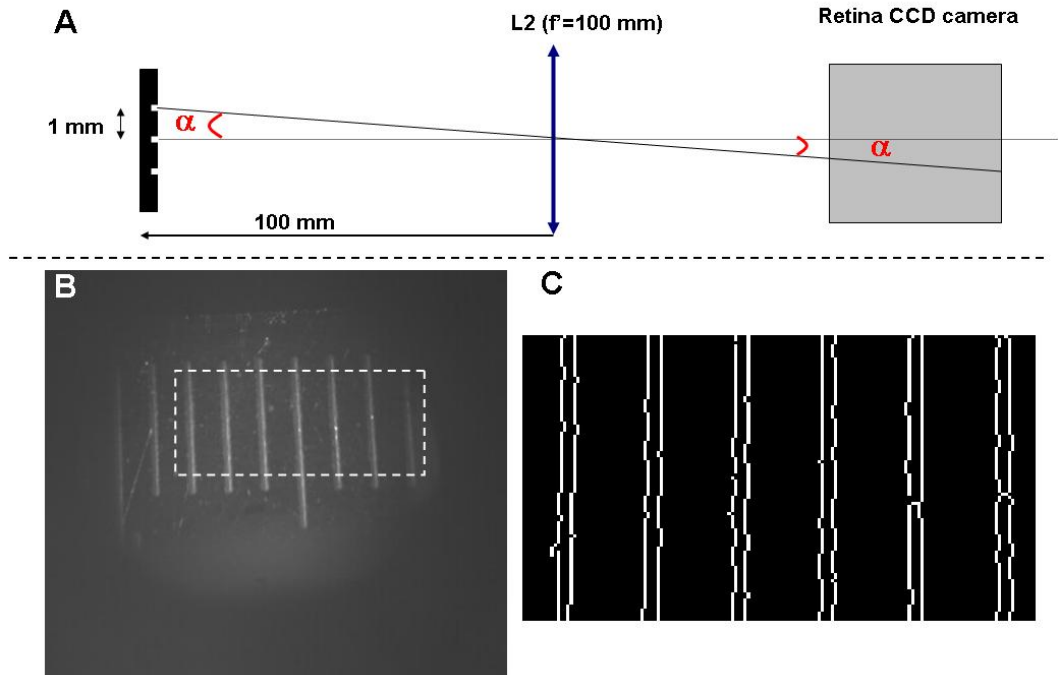 A
L2 (f'=100 mm)
Retina CCD camera
1 mm
α
α
100 mm
B
C